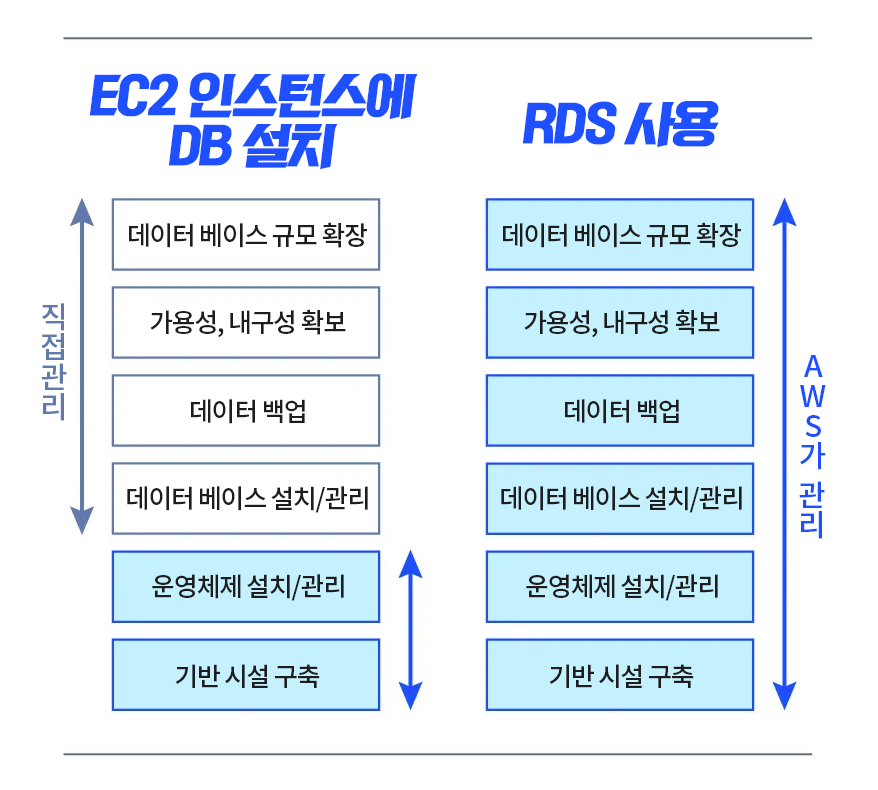 EC2 인스턴스에
DB 설치
RDS 사용
직접관리
데이터 베이스 규모 확장
가용성, 내구성 확보
데이터 백업
데이터 베이스 설치/관리
운영체제 설치/관리
기반 시설 구축
데이터 베이스 규모 확장
가용성, 내구성 확보
데이터 백업
데이터 베이스 설치/관리
운영체제 설치/관리
기반 시설 구축
AWS가 관리